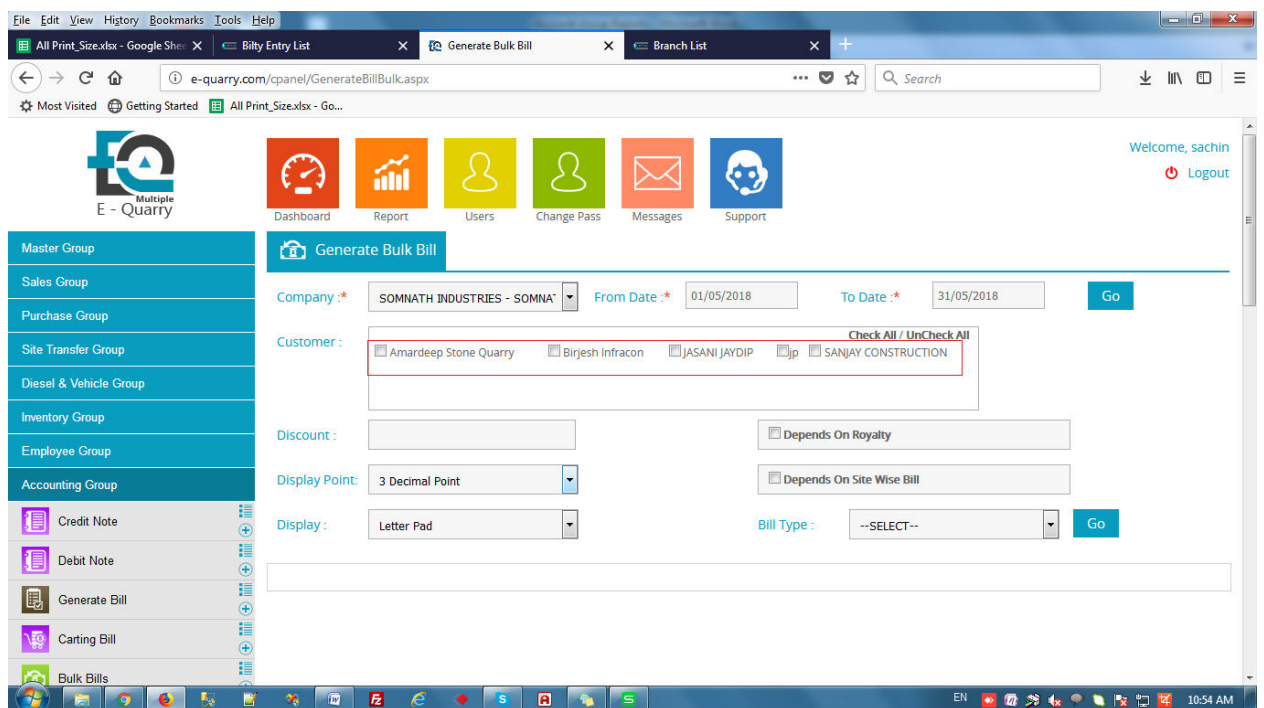 File Edit View History Bookmarks Tools Help
All Print_Size.xlsx - Google She Bilty Entry List Generate Bulk Bill Branch List
e-quarry.com/cpanel/GenerateBillBulk.aspx Search
Most Visited Getting Started All Print_Size.xlsx - Go...
Welcome, sachin
Logout
Multiple
E - Quarry
Dashboard Report Users Change Pass Messages Support
Master Group
Sales Group
Purchase Group
Site Transfer Group
Diesel & Vehicle Group
Inventory Group
Employee Group
Accounting Group
Credit Note
Debit Note
Generate Bill
Carting Bill
Bulk Bills
Generate Bulk Bill
Company :* SOMNATH INDUSTRIES - SOMNAT From Date :* 01/05/2018 To Date :* 31/05/2018 Go
Customer : Check All / UnCheck All
Amardeep Stone Quarry Birjesh Infracon JASANI JAYDIP jp SANJAY CONSTRUCTION
Discount : Depends On Royalty
Display Point: 3 Decimal Point Depends On Site Wise Bill
Display : Letter Pad Bill Type : --SELECT-- Go
EN 10:54 AM